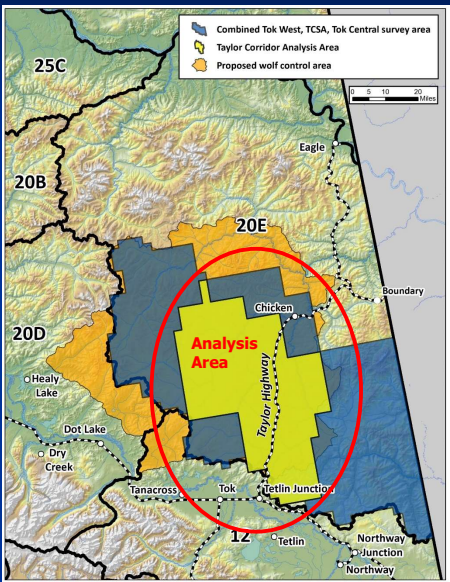 Combined Tok West, TCSA, Tok Central survey area
Taylor Corridor Analysis Area
Proposed wolf control area
25C
0 5 10 20
Miles
Eagle
20B
20E
Boundary
Chicken
20D
Analysis
Area
Taylor Highway
Healy
Lake
Dot Lake
Dry
Creek
Tanacross
Tok
Tetlin Junction
12
Tetlin
Northway
Junction
Northway